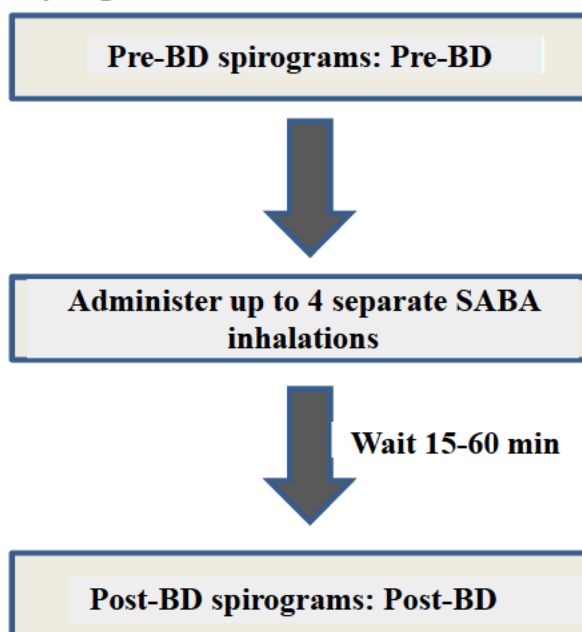 Pre-BD spirograms: Pre-BD
Administer up to 4 separate SABA
inhalations
Wait 15-60 min
Post-BD spirograms: Post-BD